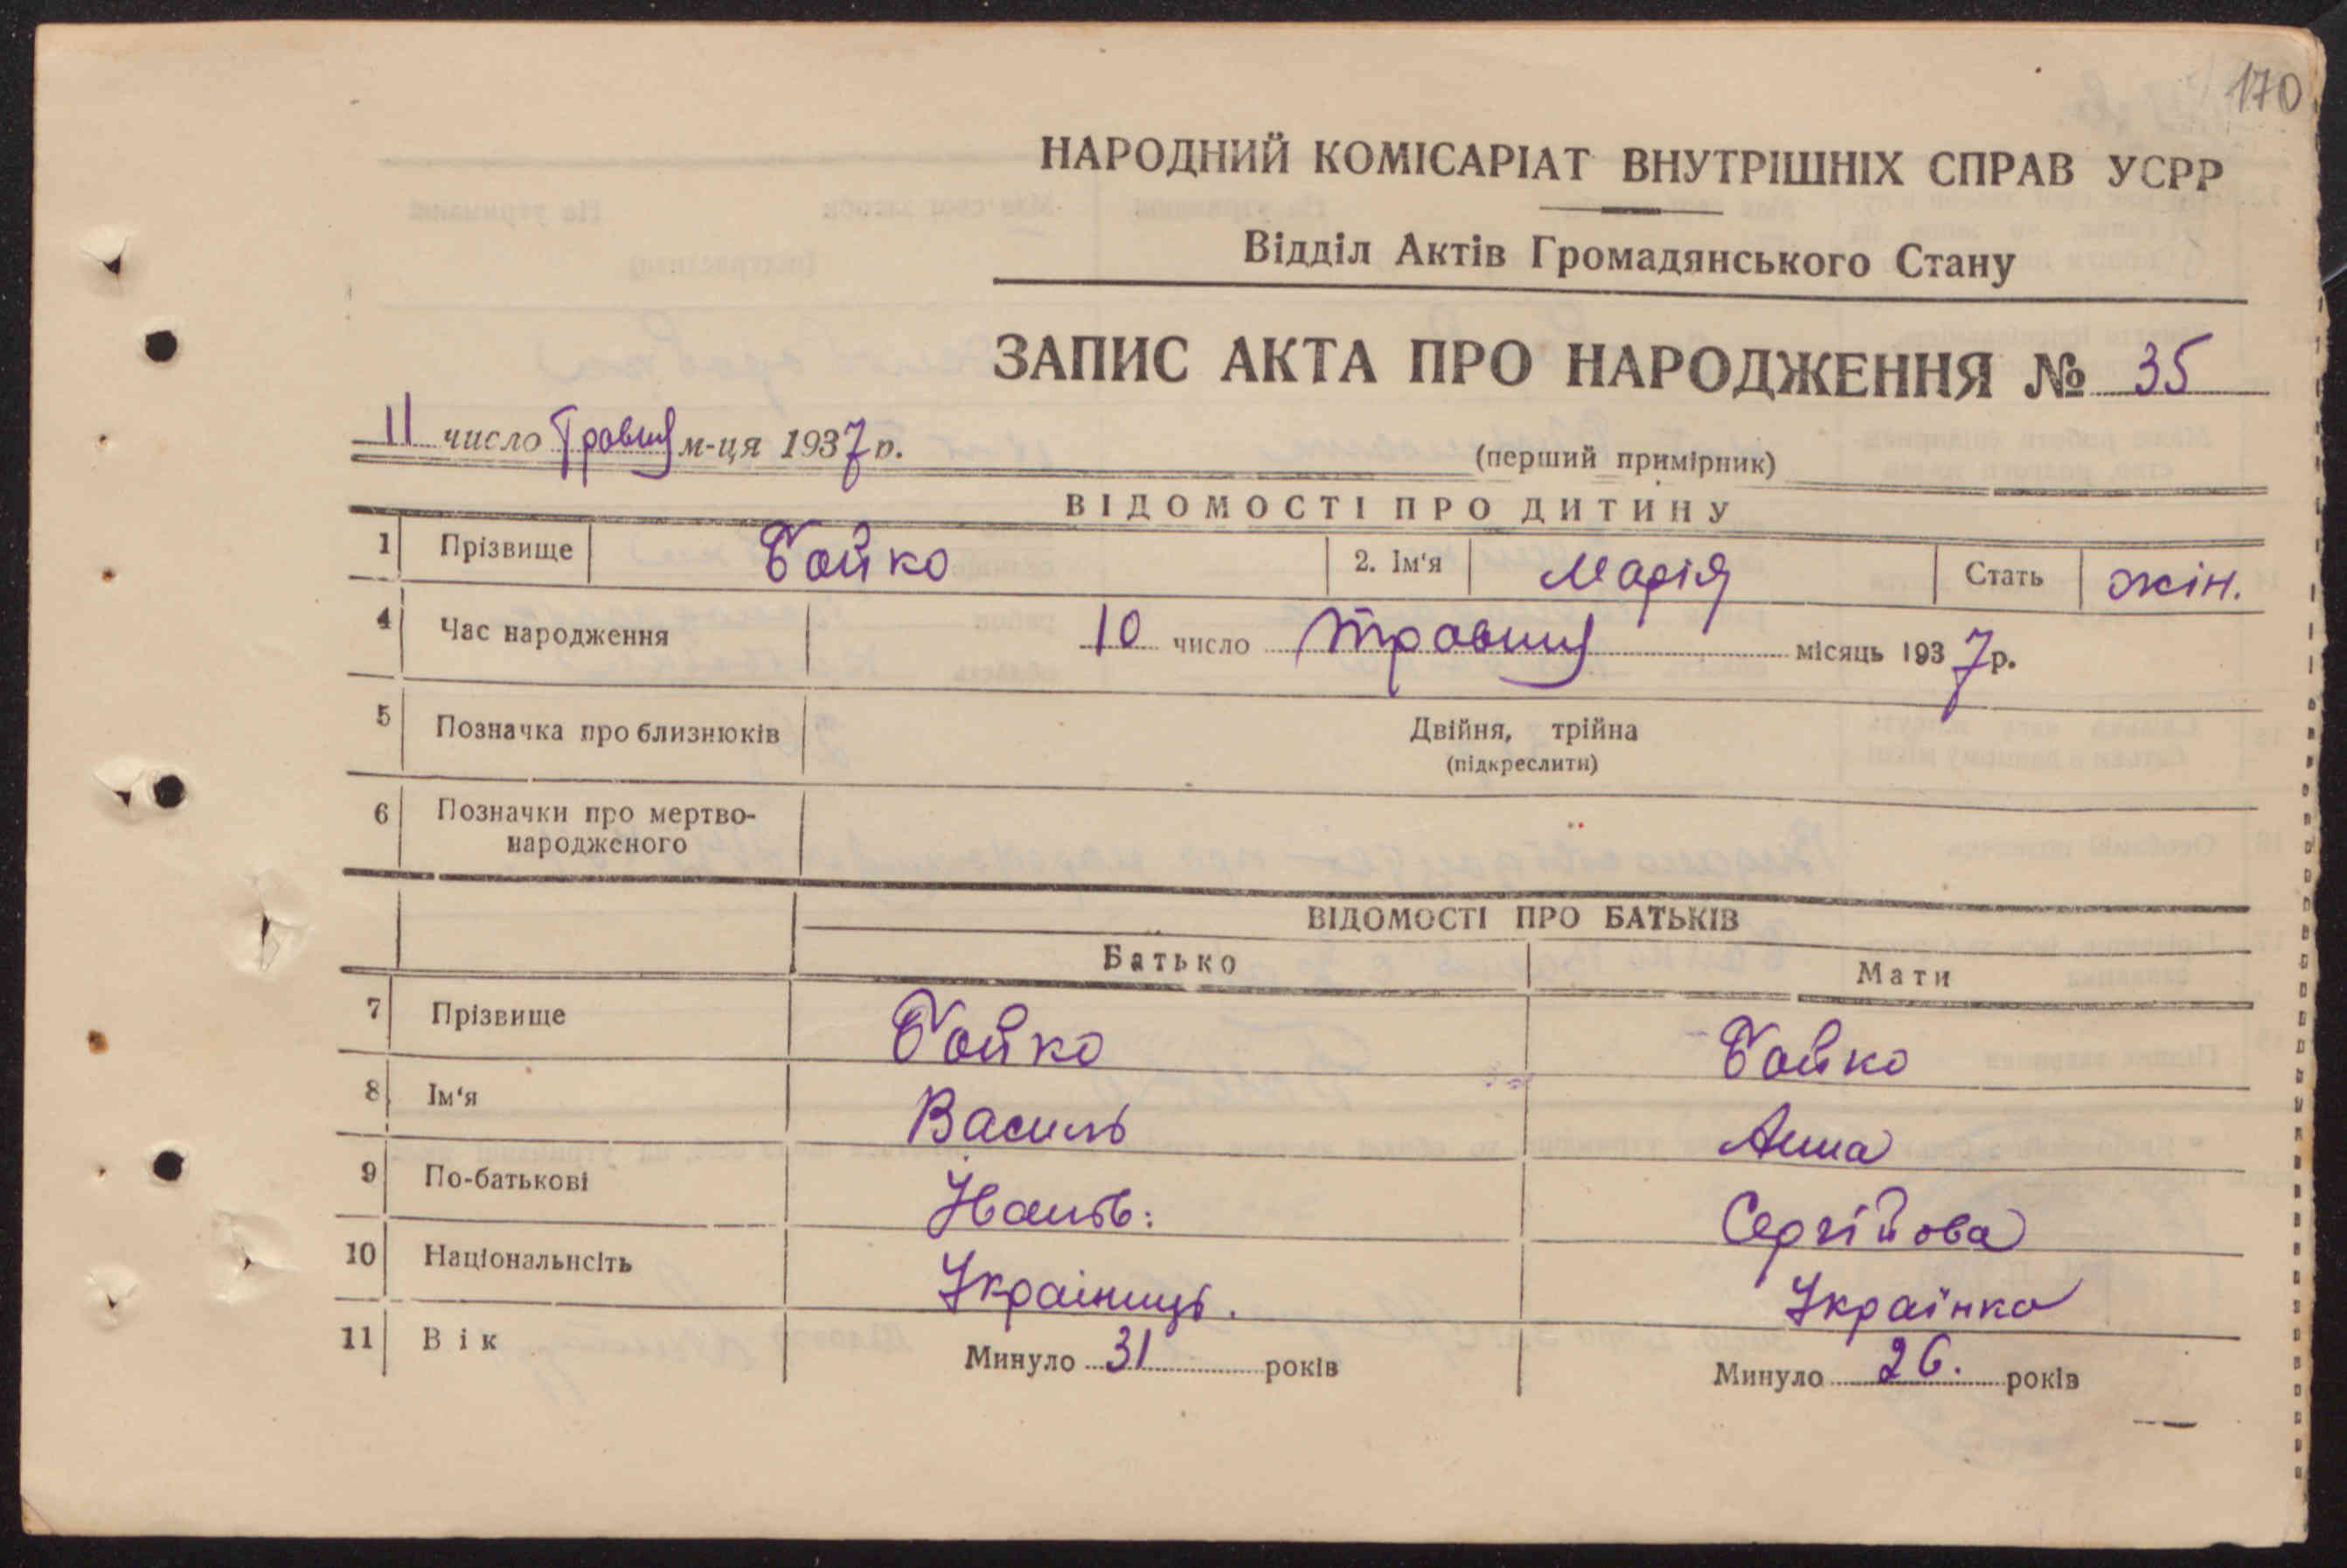 170
НАРОДНИЙ КОМІСАРІАТ ВНУТРІШНІХ СПРАВ УСРР
Відділ Актів Громадянського Стану
ЗАПИС АКТА ПРО НАРОДЖЕННЯ № 35
11 число Травня м-ця 1937 р.
(перший примірник)
ВІДОМОСТІ ПРО ДИТИНУ
1 Прізвище Бойко 2. Ім'я Марія Стать жін.
4 Час народження 10 число травня місяць 1937 р.
5 Позначка про близнюків Двійня, трійна
(підкреслити)
6 Позначки про мертво-
народженого
ВІДОМОСТІ ПРО БАТЬКІВ
Батько Мати
7 Прізвище Бойко Бойко
8 Ім'я Василь Анна
9 По-батькові Сергійова
10 Національнсіть Українець. Українка
11 Вік Минуло 31 років Минуло 26. років